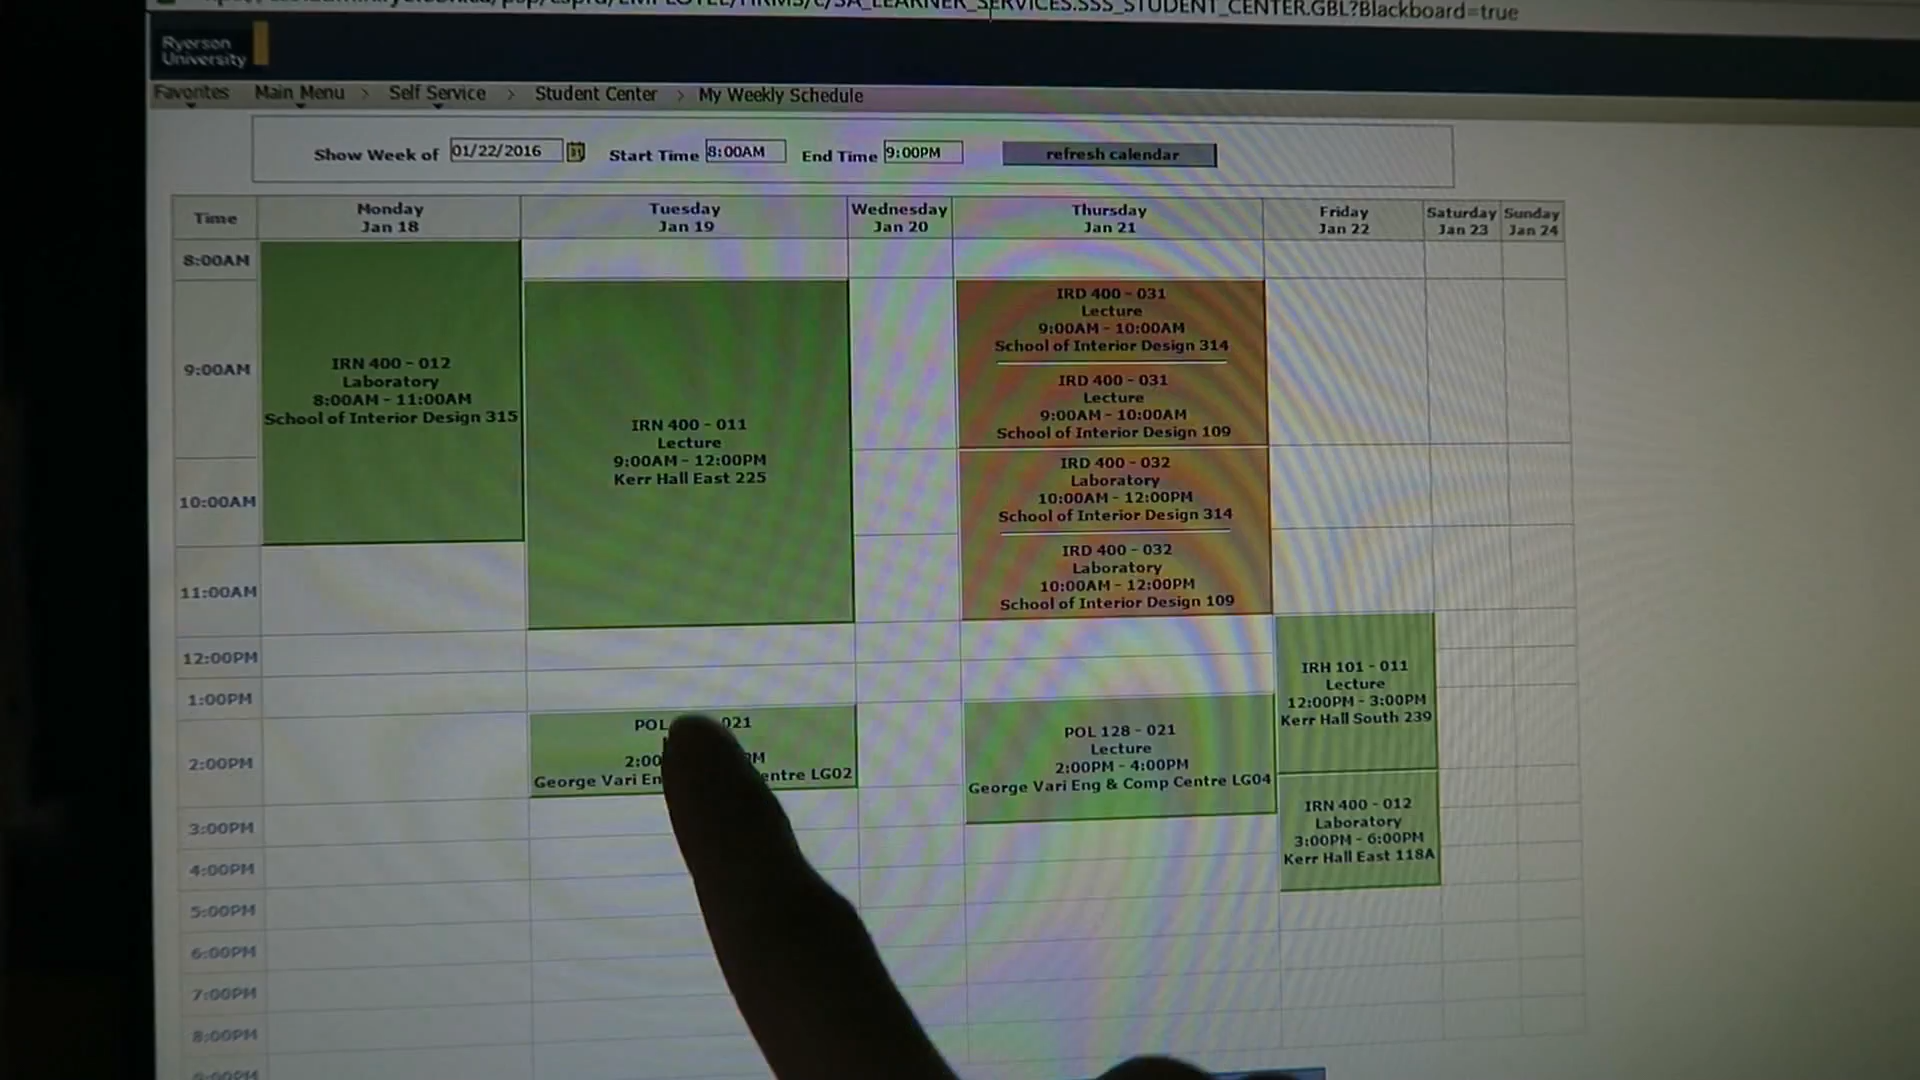 SA_LEARNER_SERVICES.SSS_STUDENT_CENTER.GBL?Blackboard=true
Ryerson
University
Favorites Main Menu > Self Service > Student Center > My Weekly Schedule
Show Week of 01/22/2016 Start Time 8:00AM End Time 9:00PM refresh calendar
Time
Monday
Jan 18
Tuesday
Jan 19
Wednesday
Jan 20
Thursday
Jan 21
Friday
Jan 22
Saturday
Jan 23
Sunday
Jan 24
8:00AM
9:00AM
10:00AM
11:00AM
12:00PM
1:00PM
2:00PM
3:00PM
4:00PM
5:00PM
6:00PM
7:00PM
8:00PM
9:00PM
IRN 400 - 012
Laboratory
8:00AM - 11:00AM
School of Interior Design 315
IRN 400 - 011
Lecture
9:00AM - 12:00PM
Kerr Hall East 225
POL 021
2:00
George Vari LG02
IRD 400 - 031
Lecture
9:00AM - 10:00AM
School of Interior Design 314
IRD 400 - 031
Lecture
9:00AM - 10:00AM
School of Interior Design 109
IRD 400 - 032
Laboratory
10:00AM - 12:00PM
School of Interior Design 314
IRD 400 - 032
Laboratory
10:00AM - 12:00PM
School of Interior Design 109
POL 128 - 021
Lecture
2:00PM - 4:00PM
George Vari Eng & Comp Centre LG04
IRH 101 - 011
Lecture
12:00PM - 3:00PM
Kerr Hall South 239
IRN 400 - 012
Laboratory
3:00PM - 6:00PM
Kerr Hall East 118A